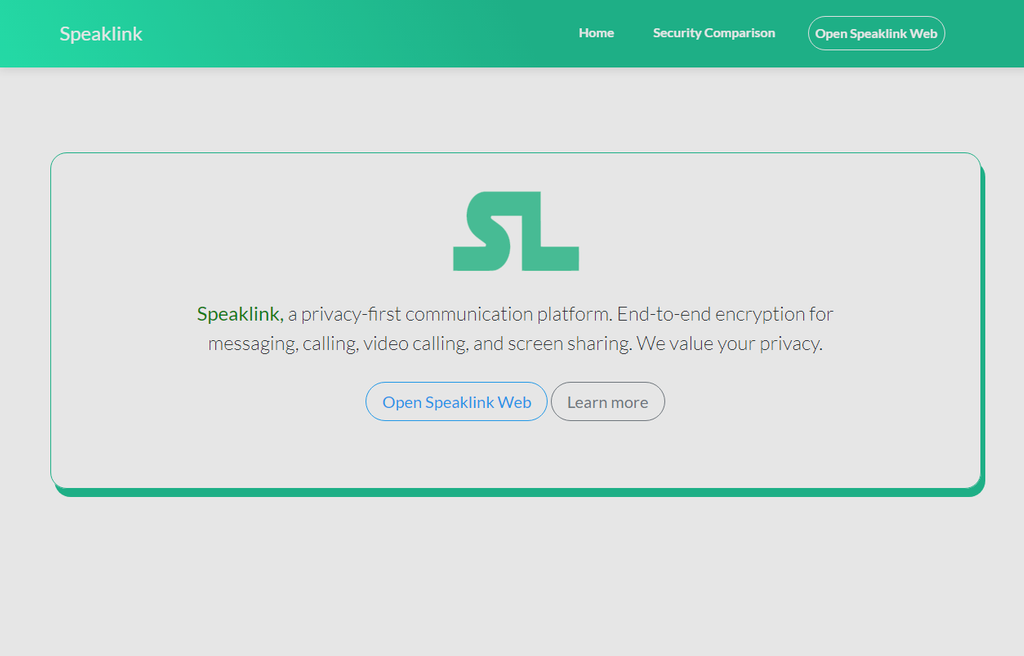 Speaklink
Home
Security Comparison
Open Speaklink Web
SL
Speaklink, a privacy-first communication platform. End-to-end encryption for
messaging, calling, video calling, and screen sharing. We value your privacy.
Open Speaklink Web
Learn more